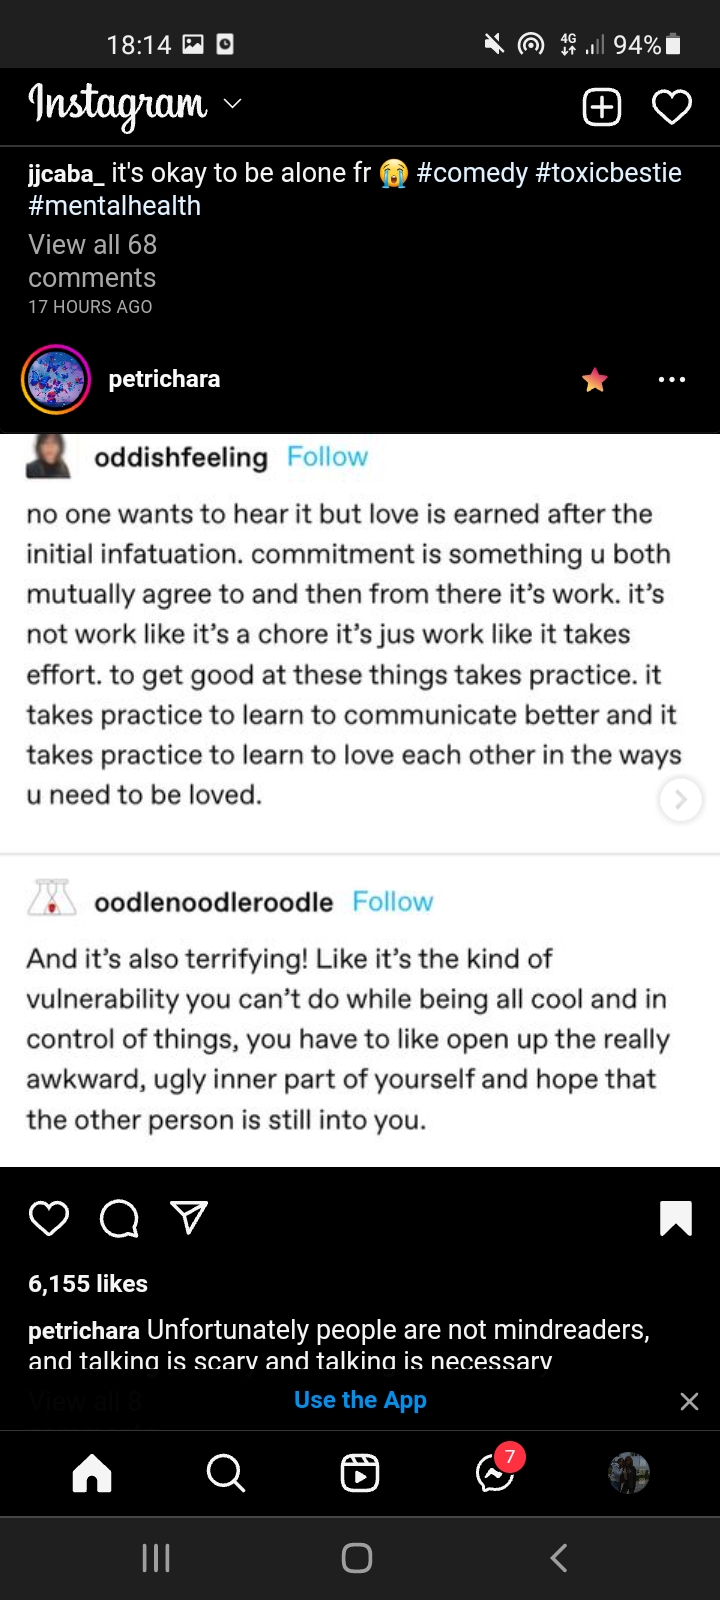 18:14
4G
94%
Instagram
jjcaba_ it's okay to be alone fr 😭 #comedy #toxicbestie
#mentalhealth
View all 68
comments
17 HOURS AGO
petrichara
oddishfeeling Follow
no one wants to hear it but love is earned after the
initial infatuation. commitment is something u both
mutually agree to and then from there it's work. it's
not work like it's a chore it's jus work like it takes
effort. to get good at these things takes practice. it
takes practice to learn to communicate better and it
takes practice to learn to love each other in the ways
u need to be loved.
oodlenoodleroodle Follow
And it's also terrifying! Like it's the kind of
vulnerability you can't do while being all cool and in
control of things, you have to like open up the really
awkward, ugly inner part of yourself and hope that
the other person is still into you.
6,155 likes
petrichara Unfortunately people are not mindreaders,
and talking is scary and talking is necessary
View all 8
Use the App
7